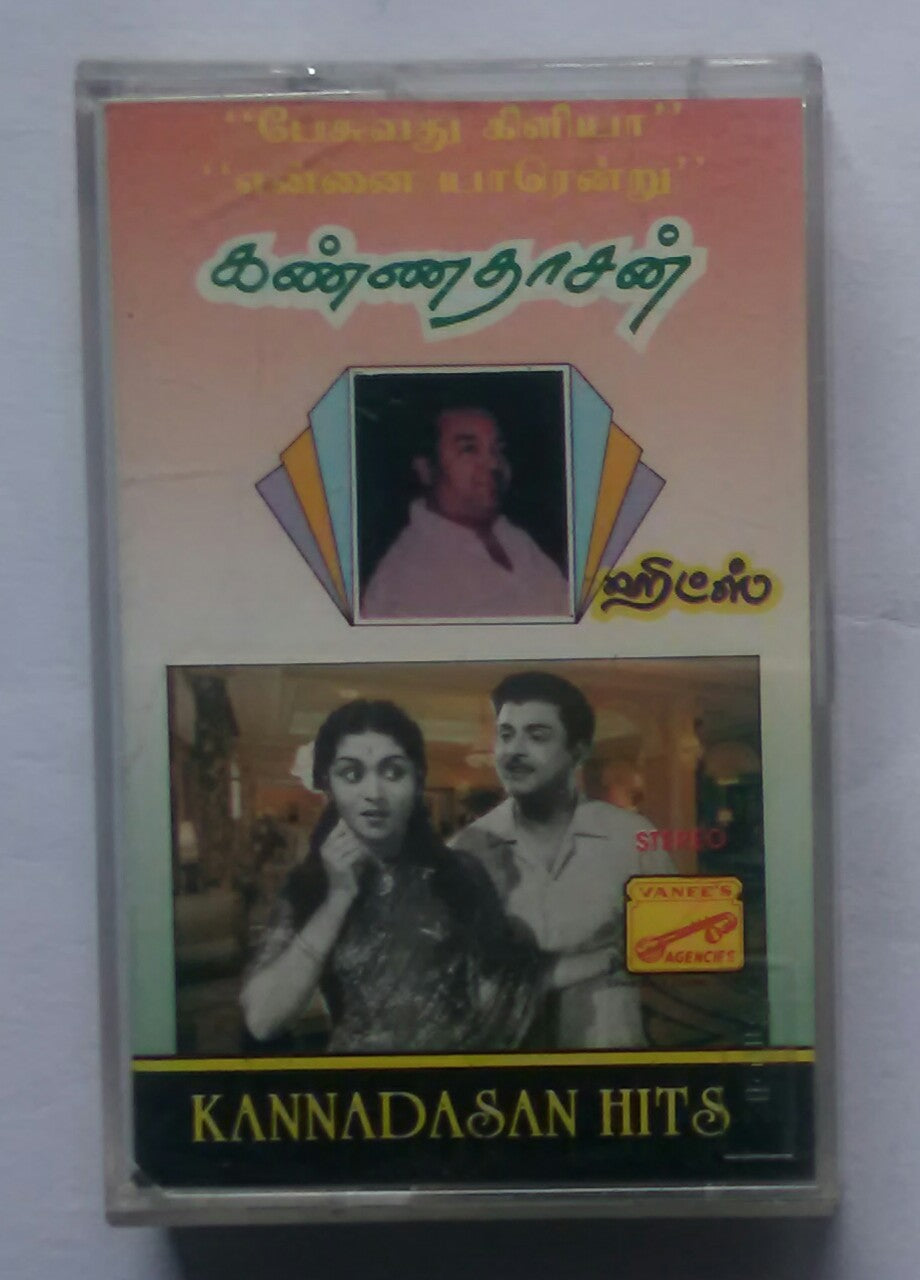 “பேசுவது கிளியா”
“என்னை யாரென்று”
கண்ணதாசன்
ஹிட்ஸ்
STEREO
VANEE'S
AGENCIES
KANNADASAN HITS